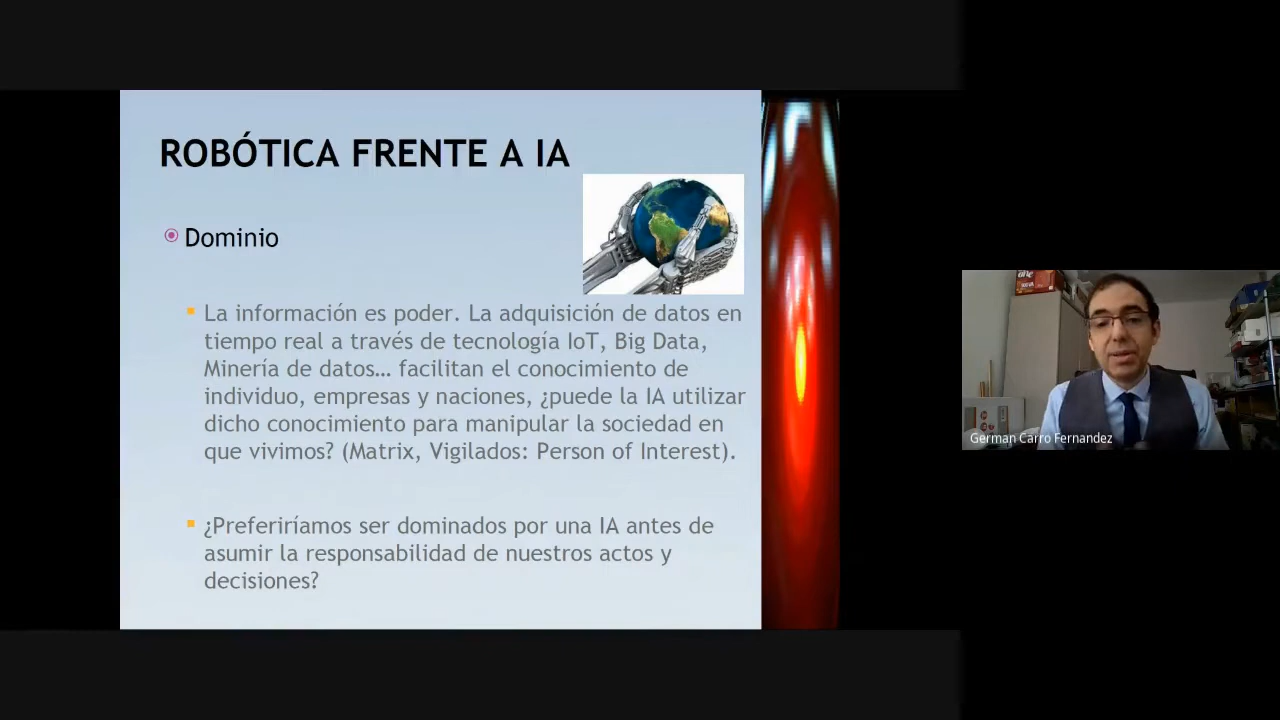 ROBÓTICA FRENTE A IA
Dominio
La información es poder. La adquisición de datos en
tiempo real a través de tecnología IoT, Big Data,
Minería de datos… facilitan el conocimiento de
individuo, empresas y naciones, ¿puede la IA utilizar
dicho conocimiento para manipular la sociedad en
que vivimos? (Matrix, Vigilados: Person of Interest).
¿Preferiríamos ser dominados por una IA antes de
asumir la responsabilidad de nuestros actos y
decisiones?
German Carro Fernandez